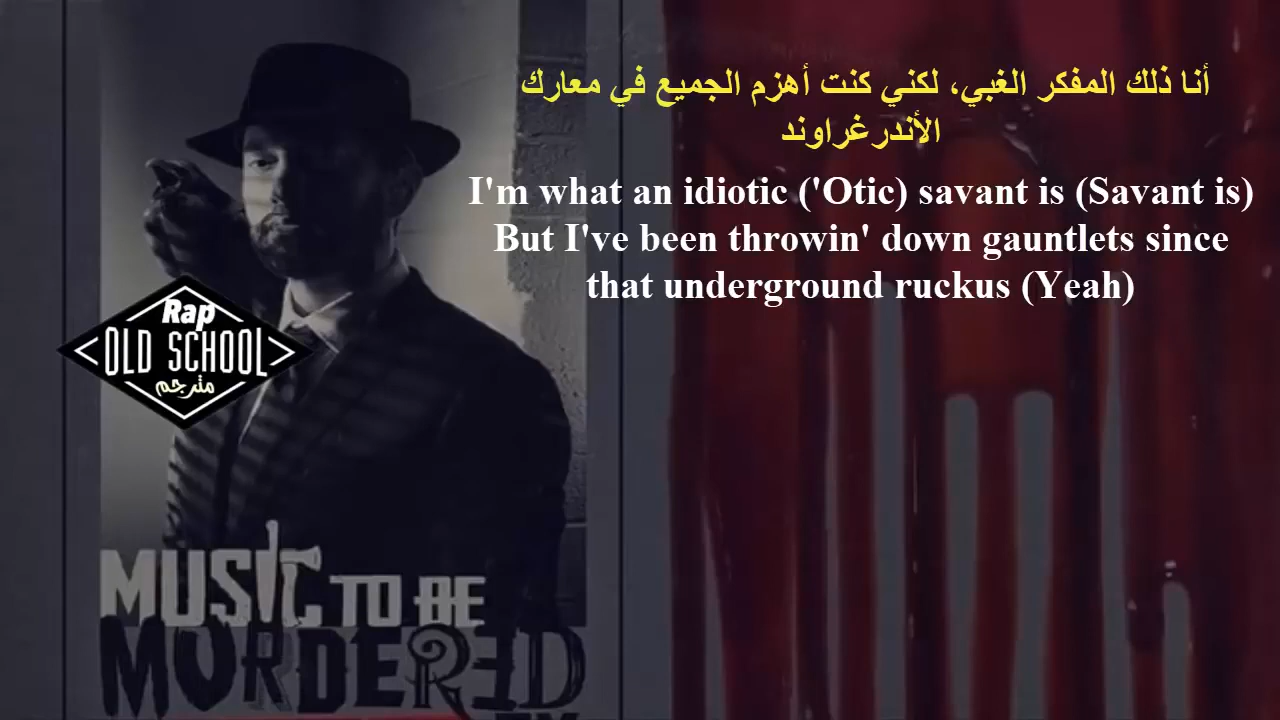 أنا ذلك المفكر الغبي، لكني كنت أهزم الجميع في معارك
الأندرغراوند
I'm what an idiotic ('Otic) savant is (Savant is)
But I've been throwin' down gauntlets since
that underground ruckus (Yeah)
Rap
OLD SCHOOL
مترجم
MUSIC TO BE
MURDERED